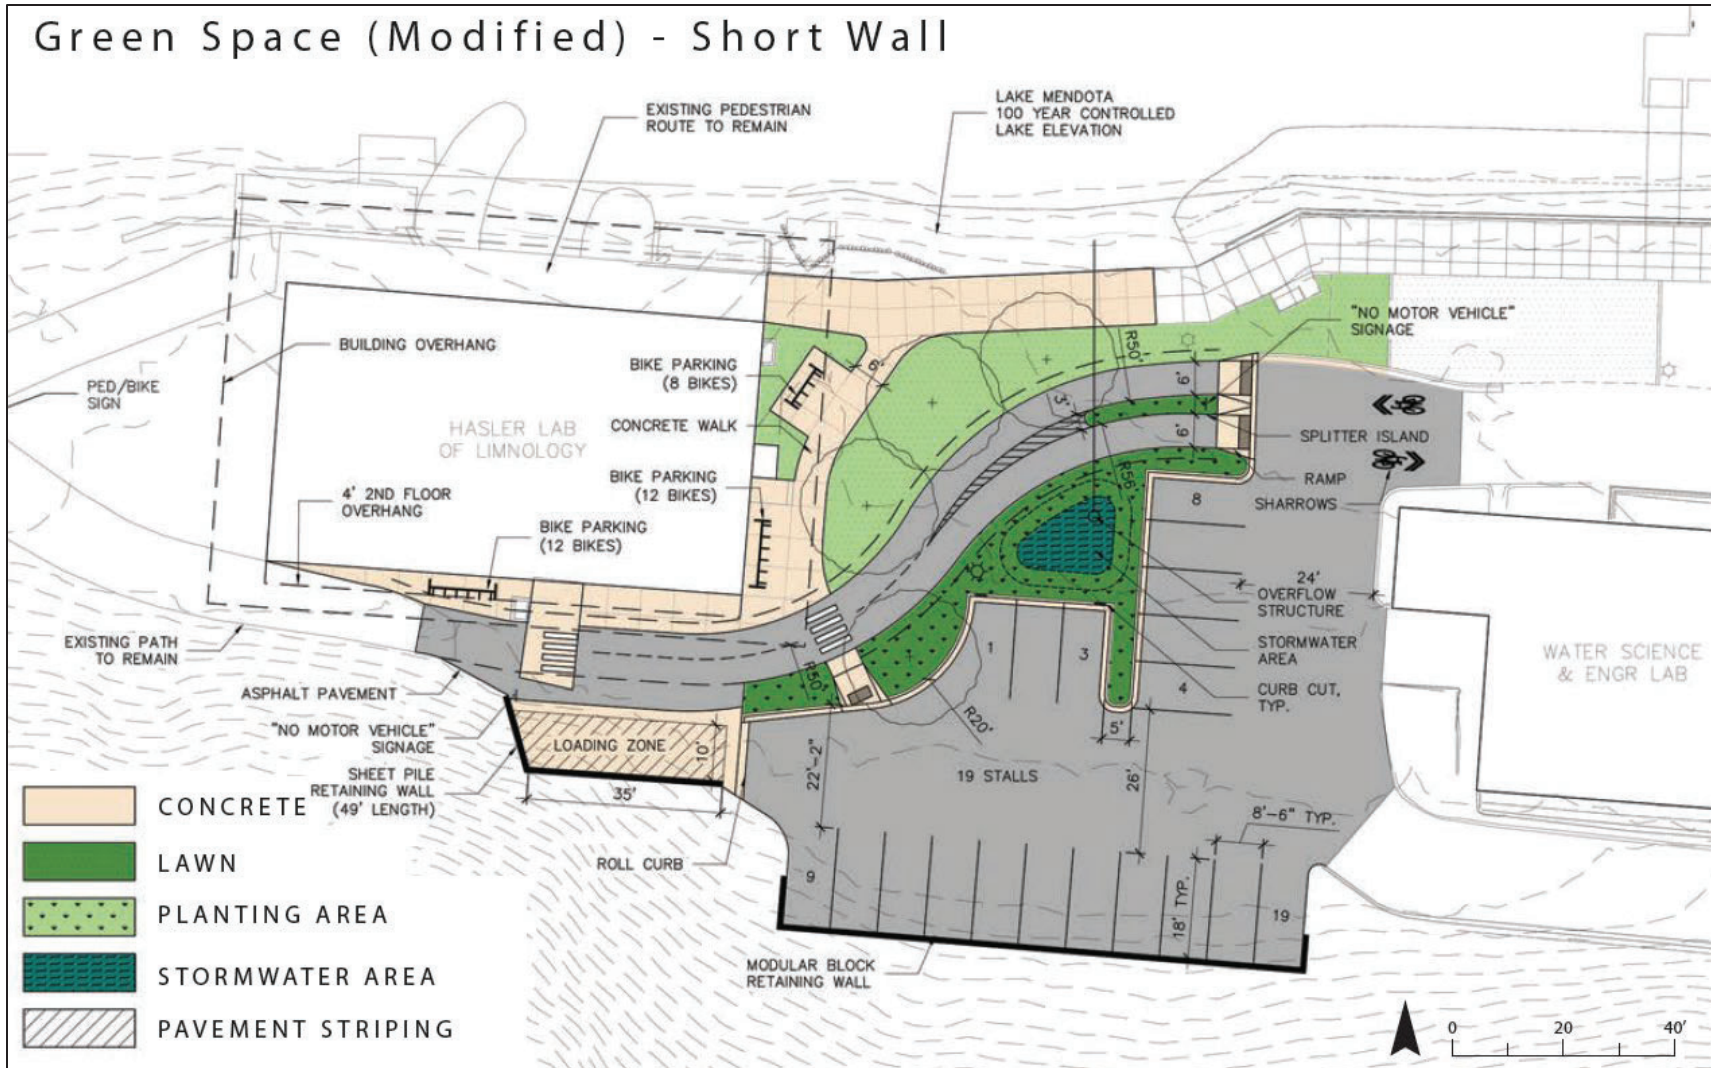 Green Space (Modified) - Short Wall
EXISTING PEDESTRIAN
ROUTE TO REMAIN
LAKE MENDOTA
100 YEAR CONTROLLED
LAKE ELEVATION
"NO MOTOR VEHICLE"
SIGNAGE
BUILDING OVERHANG
PED/BIKE
SIGN
BIKE PARKING
(8 BIKES)
6'
R50'
6'
3'
4'
6'
CONCRETE WALK
HASLER LAB
OF LIMNOLOGY
SPLITTER ISLAND
RAMP
SHARROWS
BIKE PARKING
(12 BIKES)
4' 2ND FLOOR
OVERHANG
BIKE PARKING
(12 BIKES)
R56'
8
24'
OVERFLOW
STRUCTURE
STORMWATER
AREA
CURB CUT,
TYP.
WATER SCIENCE
& ENGR LAB
EXISTING PATH
TO REMAIN
ASPHALT PAVEMENT
"NO MOTOR VEHICLE"
SIGNAGE
SHEET PILE
RETAINING WALL
(49' LENGTH)
LOADING ZONE
10'
35'
R50'
R20'
1
3
4
5'
22'-2"
19 STALLS
26'
8'-6" TYP.
ROLL CURB
9
18' TYP.
19
MODULAR BLOCK
RETAINING WALL
CONCRETE
LAWN
PLANTING AREA
STORMWATER AREA
PAVEMENT STRIPING
0 20 40'